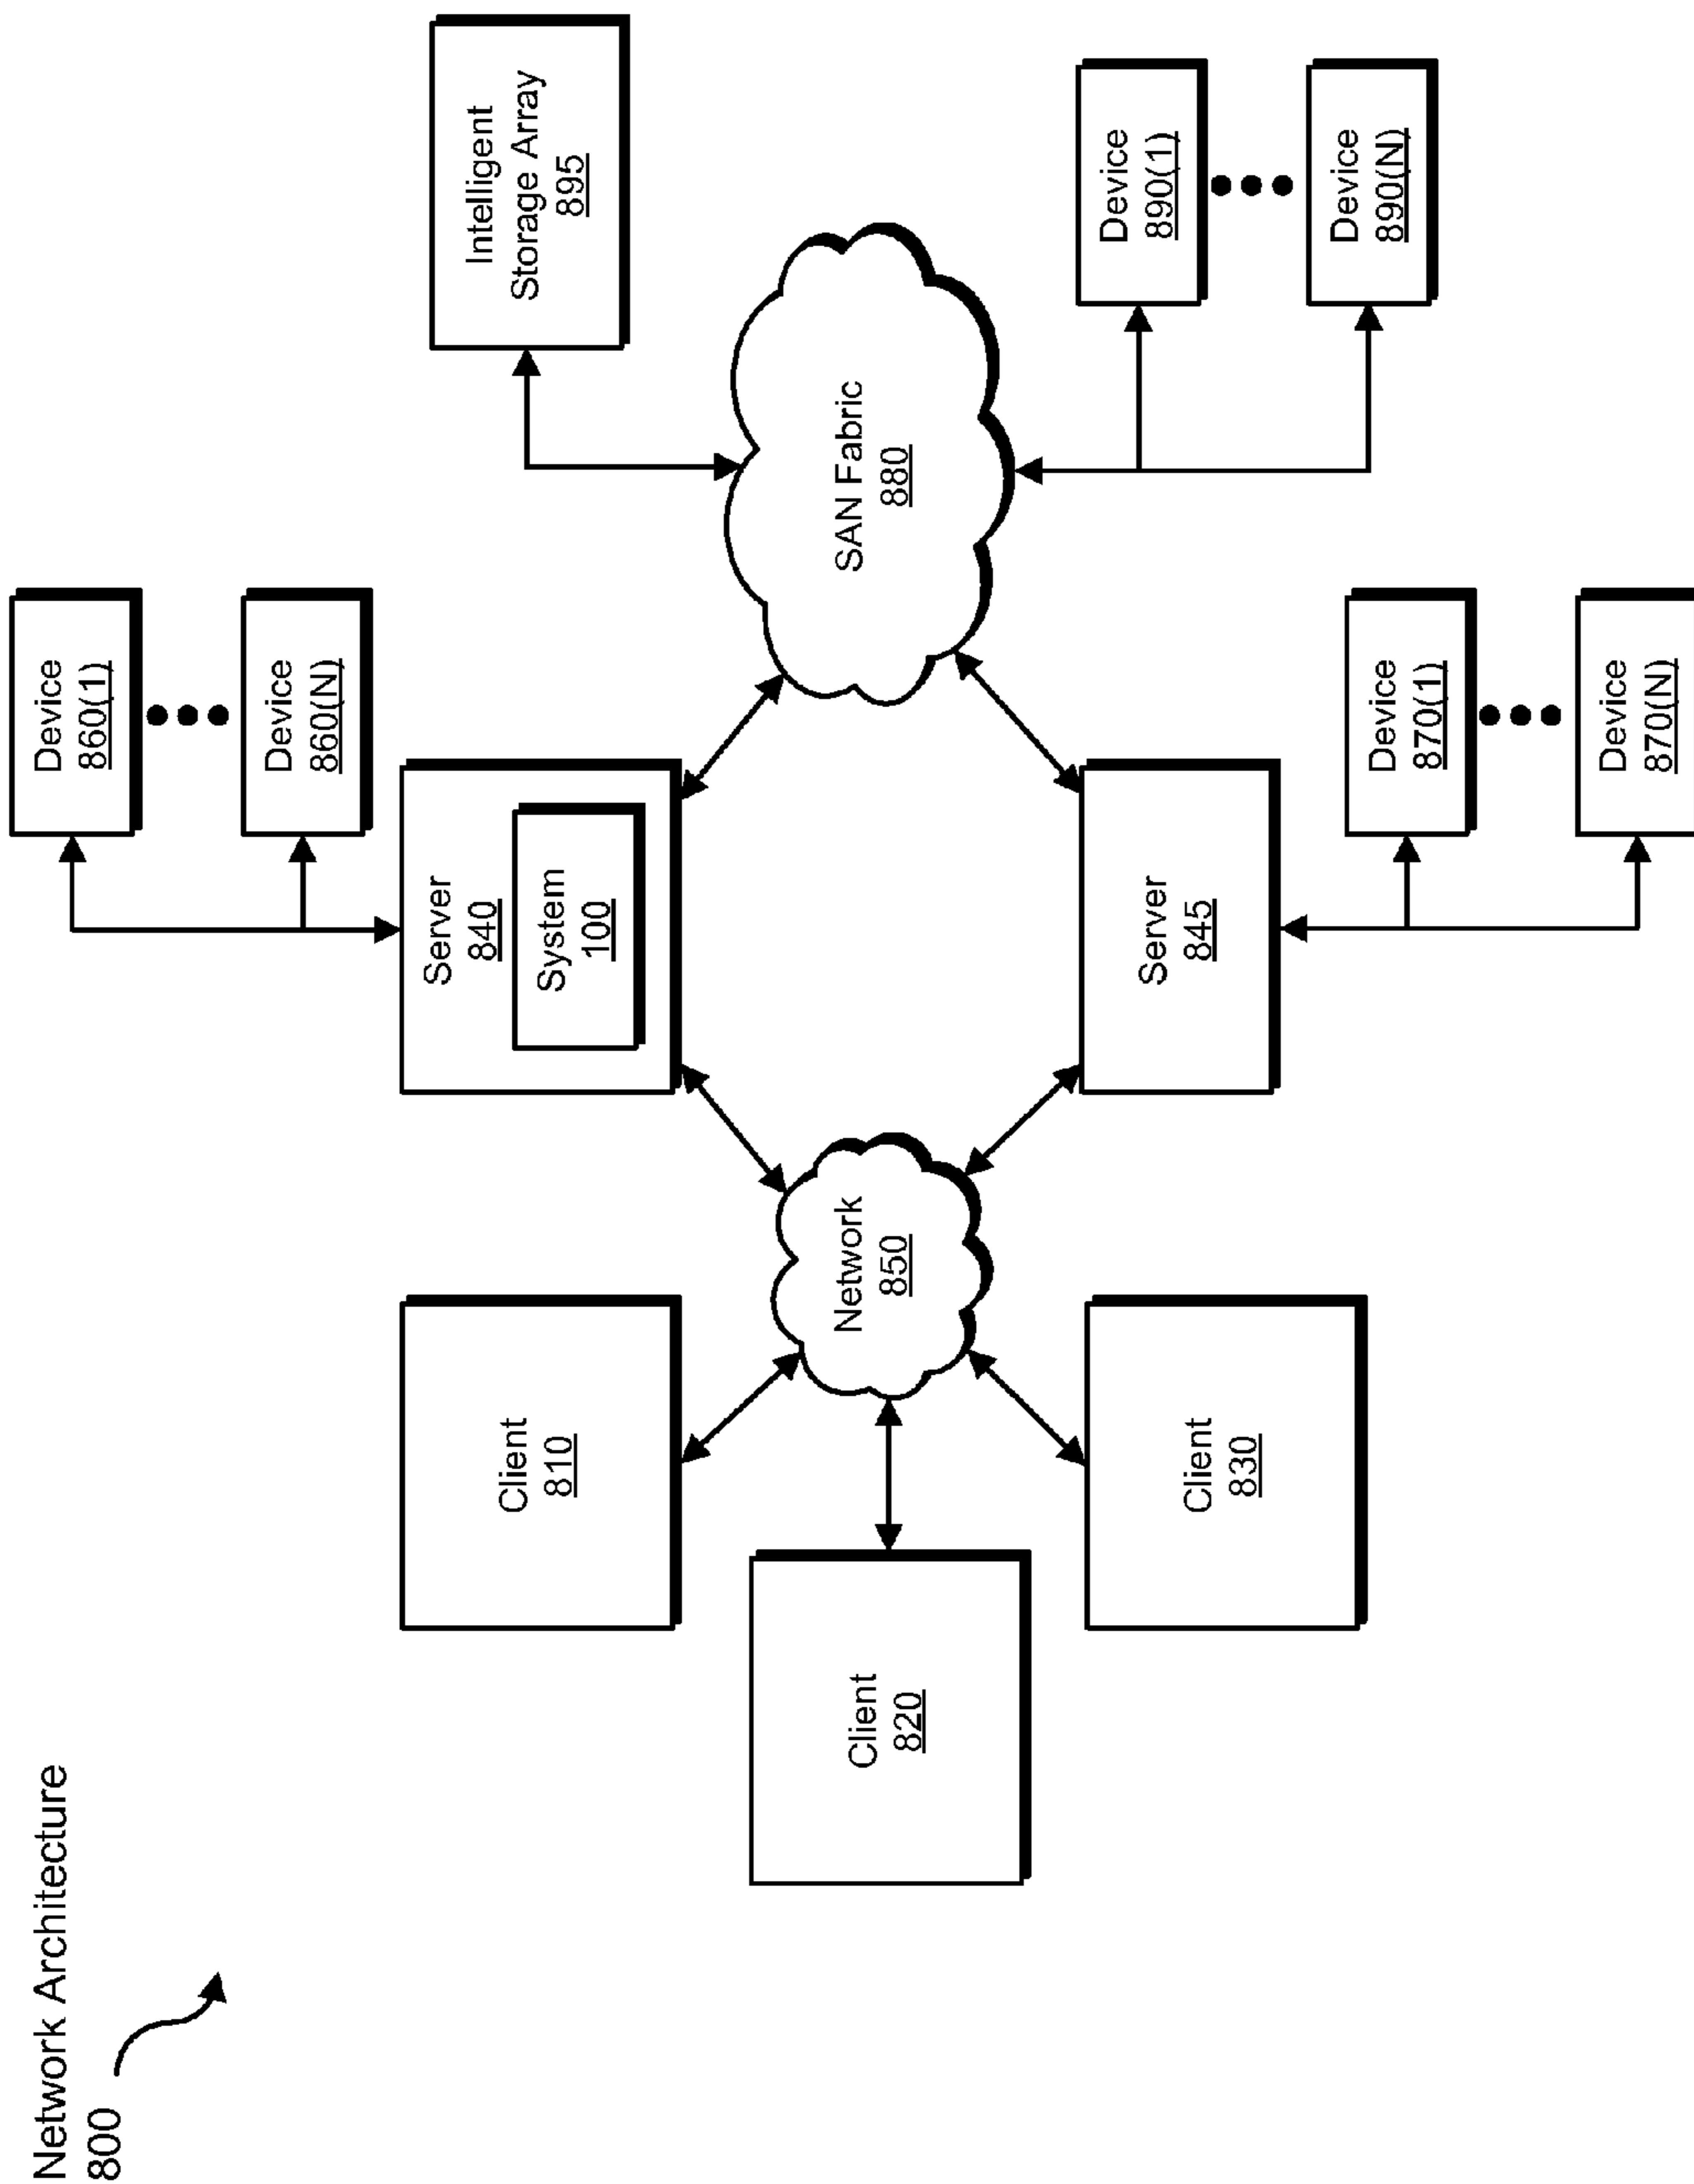 Network Architecture
800
Client
810
Client
820
Client
830
Network
850
Server
840
System
100
Server
845
Device
860(1)
Device
860(N)
Device
870(1)
Device
870(N)
SAN Fabric
880
Intelligent
Storage Array
895
Device
890(1)
Device
890(N)